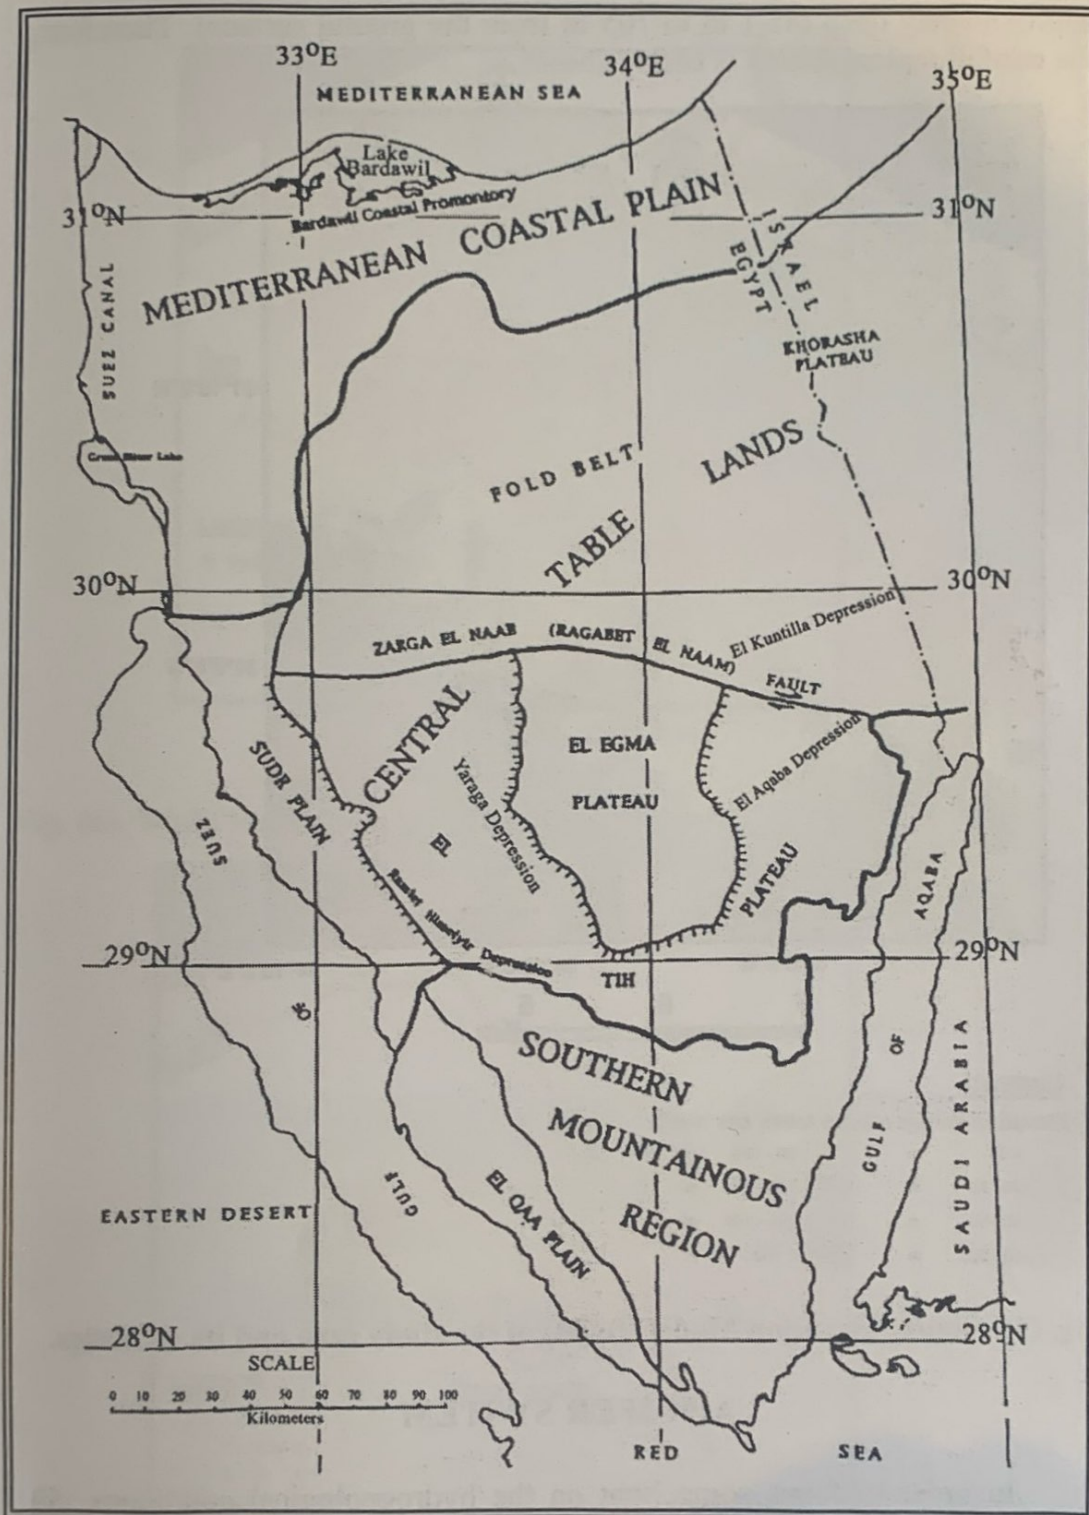 33°E
34°E
35°E
MEDITERRANEAN SEA
Lake
Bardawil
Bardawil Coastal Promontory
31°N
31°N
MEDITERRANEAN COASTAL PLAIN
ISRAEL
EGYPT
SUEZ CANAL
KHORASHA
PLATEAU
Lake
FOLD BELT
TABLE LANDS
30°N
30°N
ZARGA EL NAAB (RAGABET EL NAAM) FAULT
El Kuntilla Depression
CENTRAL
EL EGMA
PLATEAU
El Aqaba Depression
SUDR PLAIN
Yaraga Depression
EL
TIH
PLATEAU
SUEZ
Depression
AQABA
29°N
29°N
OF
OF
SOUTHERN
MOUNTAINOUS
REGION
GULF
GULF
SAUDI ARABIA
EASTERN DESERT
EL QAA PLAIN
28°N
28°N
SCALE
0 10 20 30 40 50 60 70 80 90 100
Kilometers
RED SEA